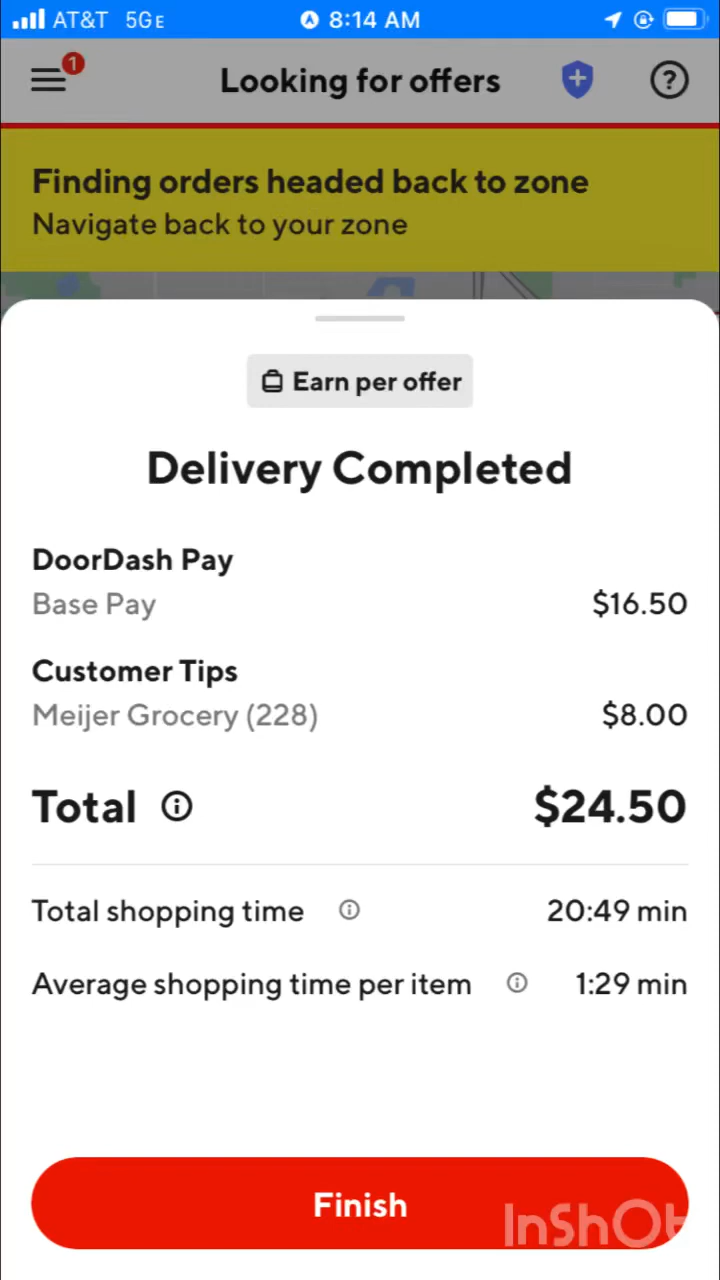 AT&T 5GE 8:14 AM
1
Looking for offers
?
Finding orders headed back to zone
Navigate back to your zone
Earn per offer
Delivery Completed
DoorDash Pay
Base Pay $16.50
Customer Tips
Meijer Grocery (228) $8.00
Total $24.50
Total shopping time 20:49 min
Average shopping time per item 1:29 min
Finish
InShOt